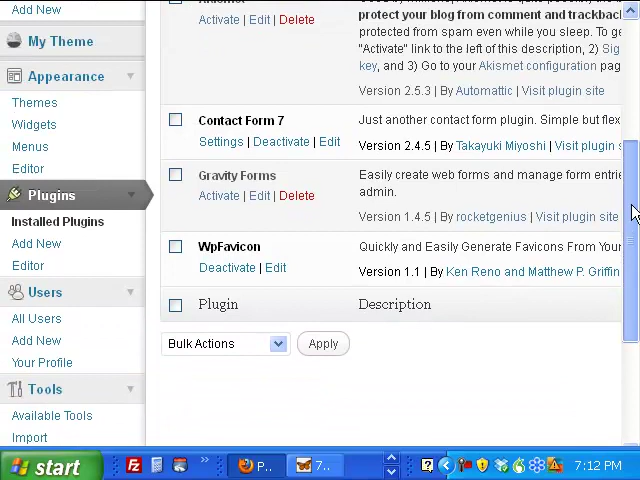 Add New
My Theme
Appearance
Themes
Widgets
Menus
Editor
Plugins
Installed Plugins
Add New
Editor
Users
All Users
Add New
Your Profile
Tools
Available Tools
Import
Akismet
Activate | Edit | Delete
protect your blog from comment and trackbac
protected from spam even while you sleep. To ge
"Activate" link to the left of this description, 2) Sig
key, and 3) Go to your Akismet configuration pag
Version 2.5.3 | By Automattic | Visit plugin site
Contact Form 7
Settings | Deactivate | Edit
Just another contact form plugin. Simple but flex
Version 2.4.5 | By Takayuki Miyoshi | Visit plugin s
Gravity Forms
Activate | Edit | Delete
Easily create web forms and manage form entrie
admin.
Version 1.4.5 | By rocketgenius | Visit plugin site
WpFavicon
Deactivate | Edit
Quickly and Easily Generate Favicons From Your
Version 1.1 | By Ken Reno and Matthew P. Griffin
Plugin Description
Bulk Actions Apply
start
P..
7..
7:12 PM